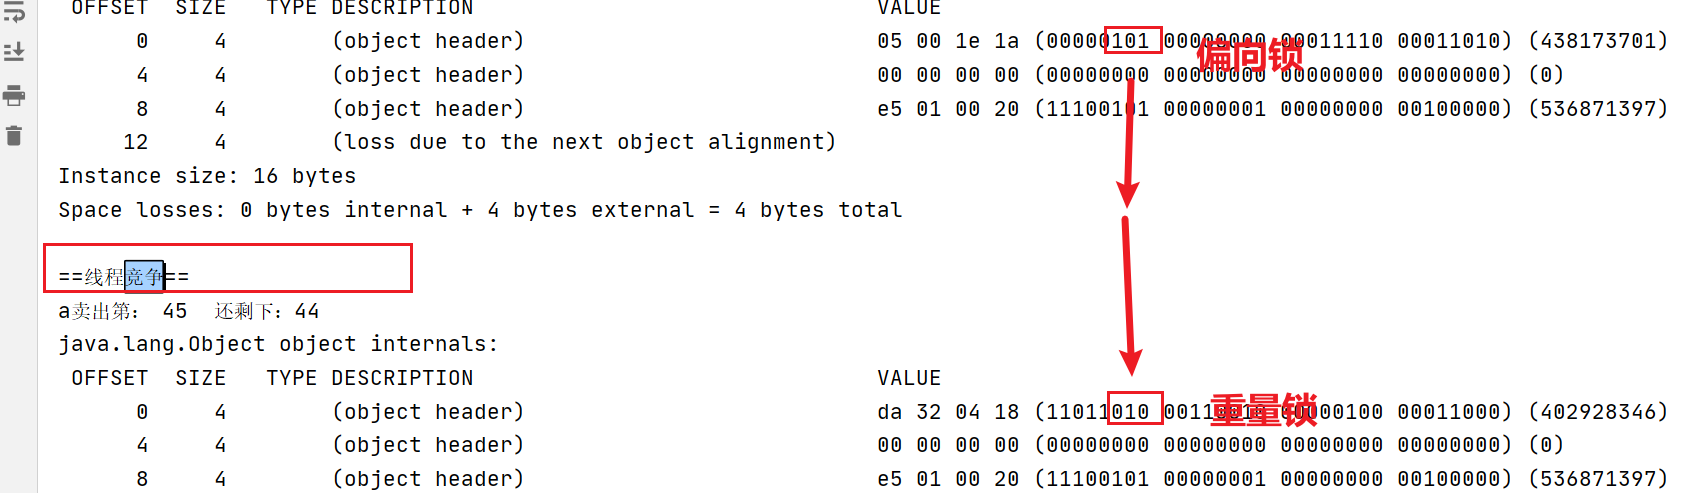 OFFSET SIZE TYPE DESCRIPTION VALUE
0 4 (object header) 05 00 1e 1a (00000101 00000000 00011110 00011010) (438173701)
偏向锁
4 4 (object header) 00 00 00 00 (00000000 00000000 00000000 00000000) (0)
8 4 (object header) e5 01 00 20 (11100101 00000001 00000000 00100000) (536871397)
12 4 (loss due to the next object alignment)
Instance size: 16 bytes
Space losses: 0 bytes internal + 4 bytes external = 4 bytes total
==线程竞争==
a卖出第： 45 还剩下：44
java.lang.Object object internals:
OFFSET SIZE TYPE DESCRIPTION VALUE
0 4 (object header) da 32 04 18 (11011010 00110010 00000100 00011000) (402928346)
重量锁
4 4 (object header) 00 00 00 00 (00000000 00000000 00000000 00000000) (0)
8 4 (object header) e5 01 00 20 (11100101 00000001 00000000 00100000) (536871397)